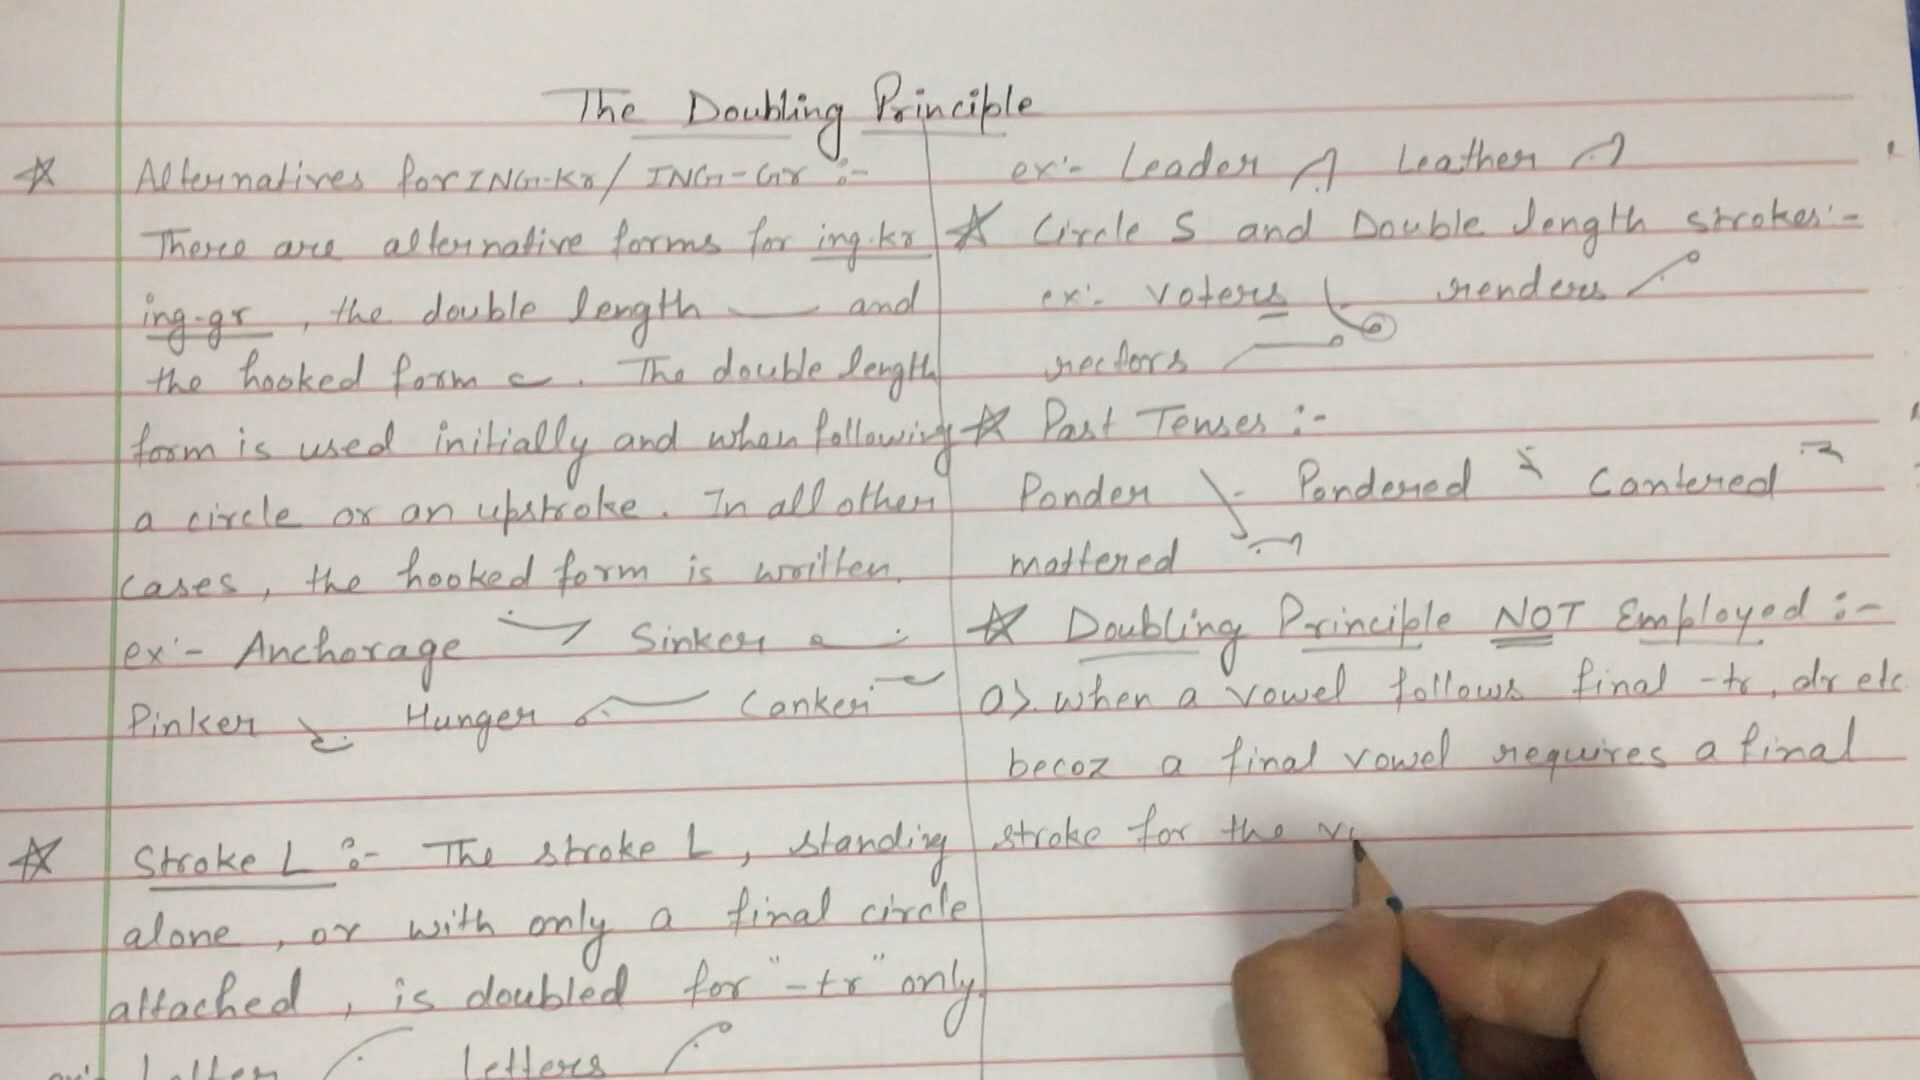 The Doubling Principle
☆ Alternatives for ING-Kr / ING-Gr :-
There are alternative forms for ing.kr
ing-gr, the double length and
the hooked form. The double length
form is used initially and when following
a circle or an upstroke. In all other
cases, the hooked form is written.
ex:- Anchorage Sinker
Pinker Hunger Canker
☆ Stroke L :- The stroke L, standing
alone, or with only a final circle
attached, is doubled for "-tr" only.
ex:- Letter letters
ex:- Leader Leather
☆ Circle S and Double length strokes:-
ex:- voters renders
rectors
☆ Past Tenses :-
Ponder Pondered Cantered
mattered
☆ Doubling Principle NOT Employed :-
a). when a vowel follows final -tr, dr etc
becoz a final vowel requires a final
stroke for the